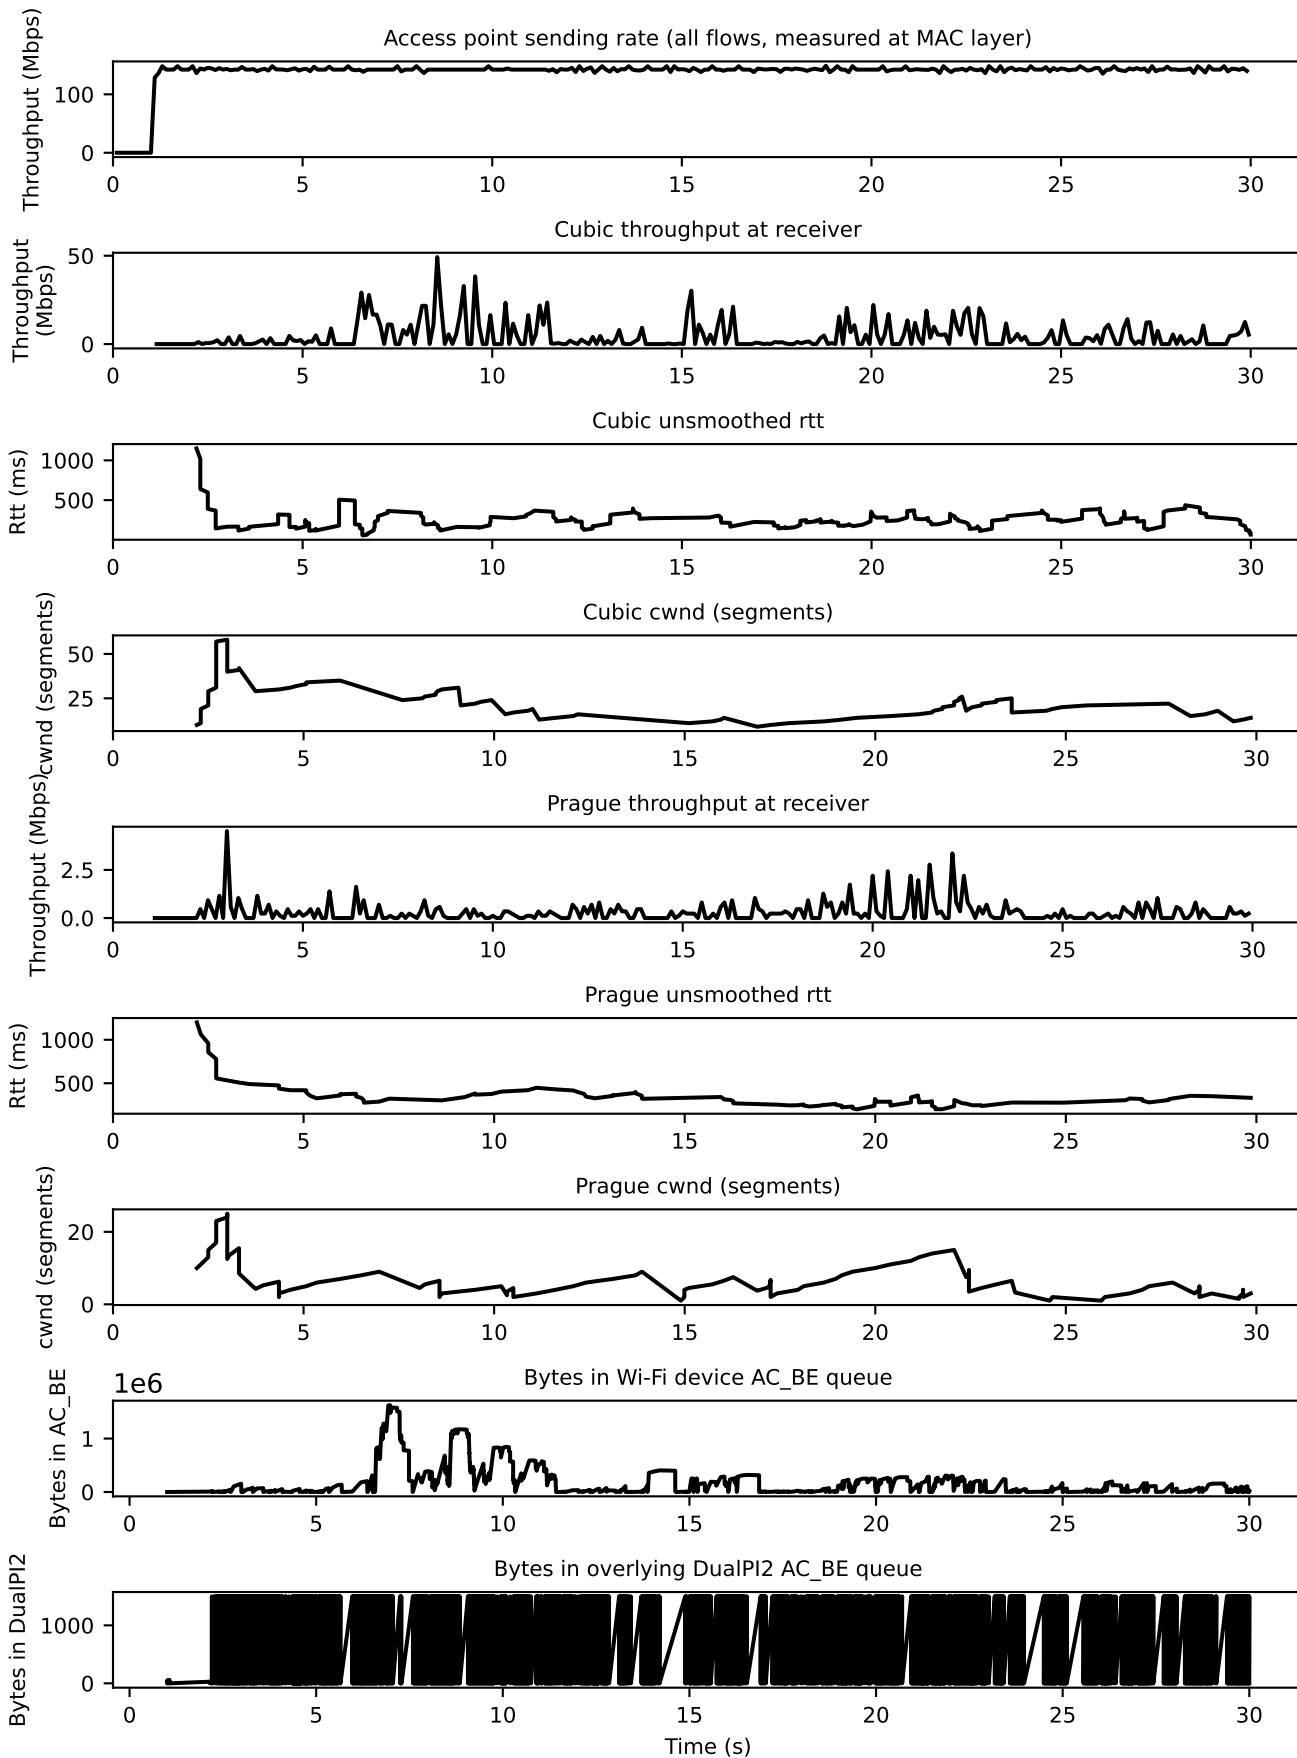 Access point sending rate (all flows, measured at MAC layer)
Throughput (Mbps)
100
0
0 5 10 15 20 25 30
Cubic throughput at receiver
Throughput
(Mbps)
50
0
0 5 10 15 20 25 30
Cubic unsmoothed rtt
Rtt (ms)
1000
500
0 5 10 15 20 25 30
Cubic cwnd (segments)
cwnd (segments)
50
25
0 5 10 15 20 25 30
Prague throughput at receiver
Throughput (Mbps)
2.5
0.0
0 5 10 15 20 25 30
Prague unsmoothed rtt
Rtt (ms)
1000
500
0 5 10 15 20 25 30
Prague cwnd (segments)
cwnd (segments)
20
0
0 5 10 15 20 25 30
1e6
Bytes in Wi-Fi device AC_BE queue
Bytes in AC_BE
1
0
0 5 10 15 20 25 30
Bytes in overlying DualPI2 AC_BE queue
Bytes in DualPI2
1000
0
0 5 10 15 20 25 30
Time (s)